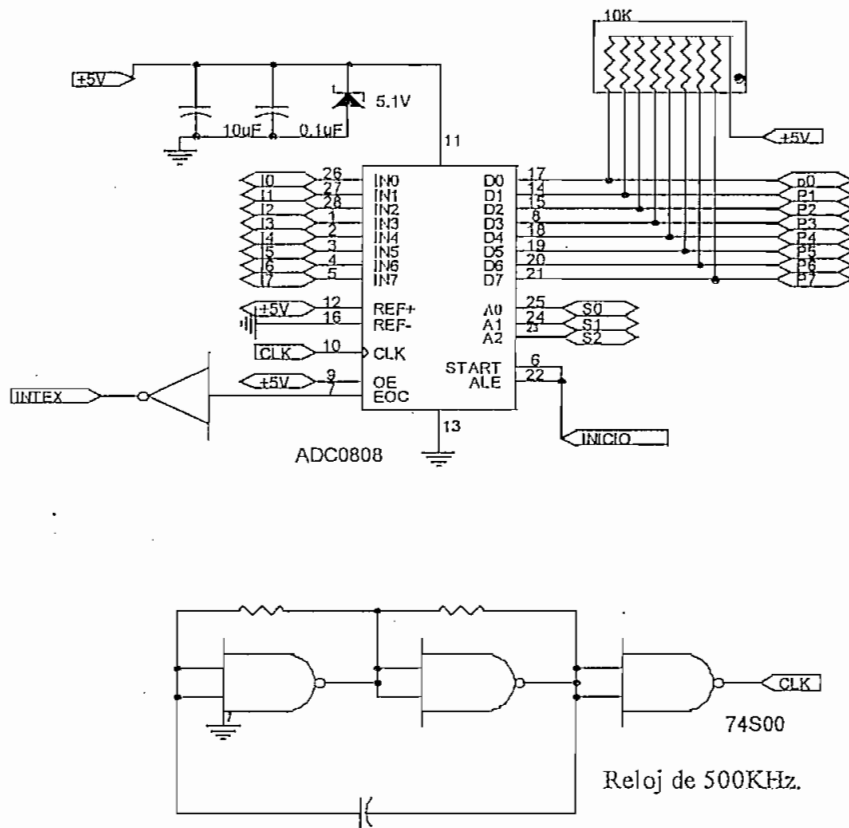 10K
+5V
5.1V
10uF
0.1uF
11
+5V
I0 26 IN0 D0 17 p0
I1 27 IN1 D1 14 P1
I2 28 IN2 D2 15 P2
I3 1 IN3 D3 8 P3
I4 2 IN4 D4 18 P4
I5 3 IN5 D5 19 P5
I6 4 IN6 D6 20 P6
I7 5 IN7 D7 21 P7
+5V 12 REF+ A0 25 S0
16 REF- A1 24 S1
A2 23 S2
CLK 10 CLK
START 6
+5V 9 OE ALE 22
INTEX 7 EOC
13
INICIO
ADC0808
7
CLK
74S00
Reloj de 500KHz.